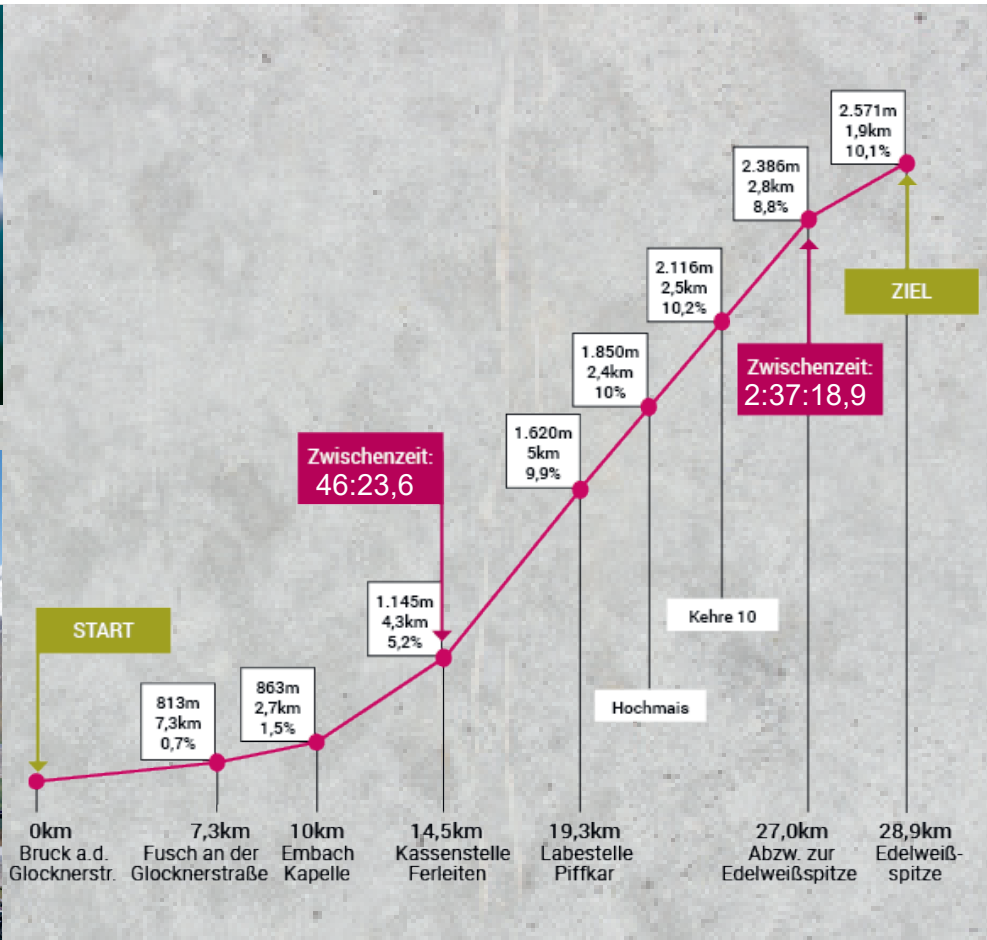 2.571m
1,9km
10,1%
2.386m
2,8km
8,8%
2.116m
2,5km
10,2%
ZIEL
1.850m
2,4km
10%
Zwischenzeit:
2:37:18,9
1.620m
5km
9,9%
Zwischenzeit:
46:23,6
1.145m
4,3km
5,2%
Kehre 10
START
863m
2,7km
1,5%
813m
7,3km
0,7%
Hochmais
0km
Bruck a.d.
Glocknerstr.
7,3km
Fusch an der
Glocknerstraße
10km
Embach
Kapelle
14,5km
Kassenstelle
Ferleiten
19,3km
Labestelle
Piffkar
27,0km
Abzw. zur
Edelweißspitze
28,9km
Edelweiß-
spitze